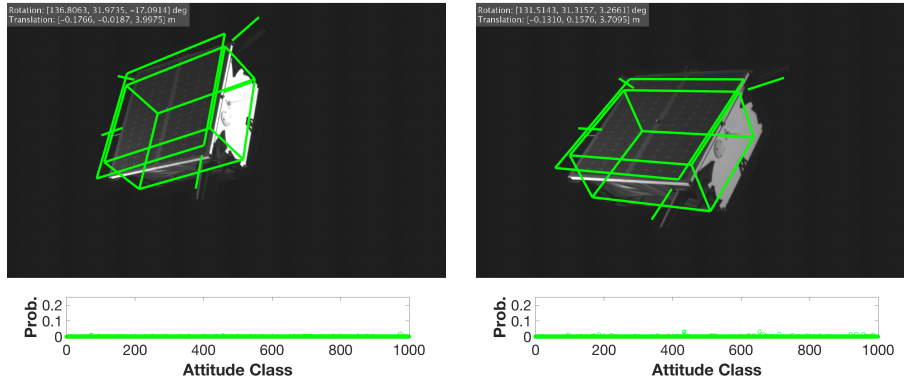 Rotation: [136.8063, 31.9735, -17.0914] deg
Translation: [-0.1766, -0.0187, 3.9975] m
Rotation: [131.5143, 31.3157, 3.2661] deg
Translation: [-0.1310, 0.1576, 3.7095] m
Prob.
0.2
0.1
0
0 200 400 600 800 1000
Attitude Class
Prob.
0.2
0.1
0
0 200 400 600 800 1000
Attitude Class